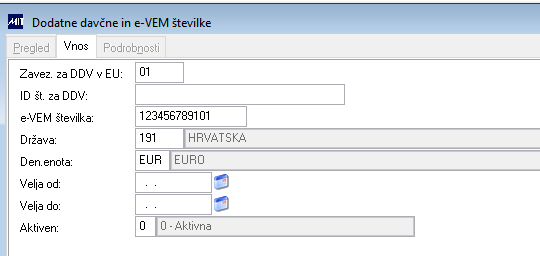 MIT Dodatne davčne in e-VEM številke
Pregled Vnos Podrobnosti
Zavez. za DDV v EU: 01
ID št. za DDV:
e-VEM številka: 123456789101
Država: 191 HRVATSKA
Den.enota: EUR EURO
Velja od: . .
Velja do: . .
Aktiven: 0 0 - Aktivna